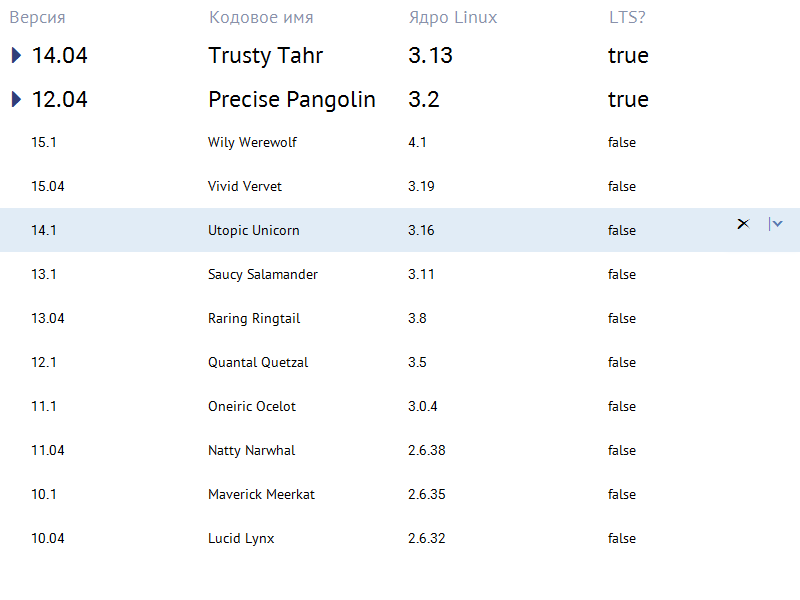 Версия Кодовое имя Ядро Linux LTS?
14.04 Trusty Tahr 3.13 true
12.04 Precise Pangolin 3.2 true
15.1 Wily Werewolf 4.1 false
15.04 Vivid Vervet 3.19 false
14.1 Utopic Unicorn 3.16 false
13.1 Saucy Salamander 3.11 false
13.04 Raring Ringtail 3.8 false
12.1 Quantal Quetzal 3.5 false
11.1 Oneiric Ocelot 3.0.4 false
11.04 Natty Narwhal 2.6.38 false
10.1 Maverick Meerkat 2.6.35 false
10.04 Lucid Lynx 2.6.32 false